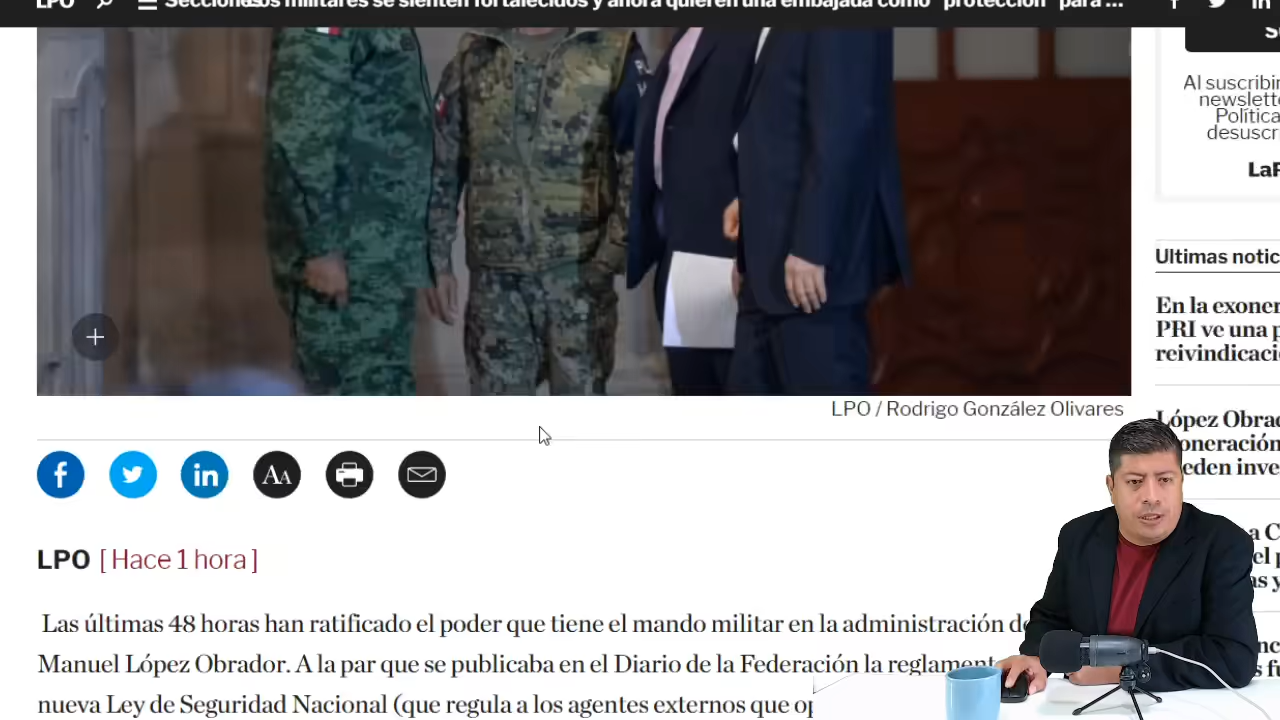 LPO
Secciones
Los militares se sienten fortalecidos y ahora quieren una embajada como "protección" para ...
Al suscribir
newslette
Política
desuscr
LaP
LPO / Rodrigo González Olivares
Ultimas notic
En la exoner
PRI ve una p
reivindicaci
López Obrad
oneración
eden inve
LPO [ Hace 1 hora ]
Las últimas 48 horas han ratificado el poder que tiene el mando militar en la administración de
Manuel López Obrador. A la par que se publicaba en el Diario de la Federación la reglament
nueva Ley de Seguridad Nacional (que regula a los agentes externos que op